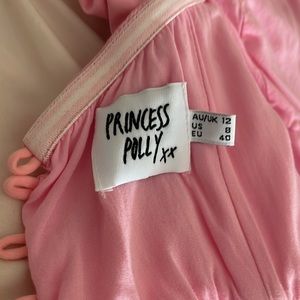 PRINCESS
POLLY xx
AU/UK 12
US 8
EU 40